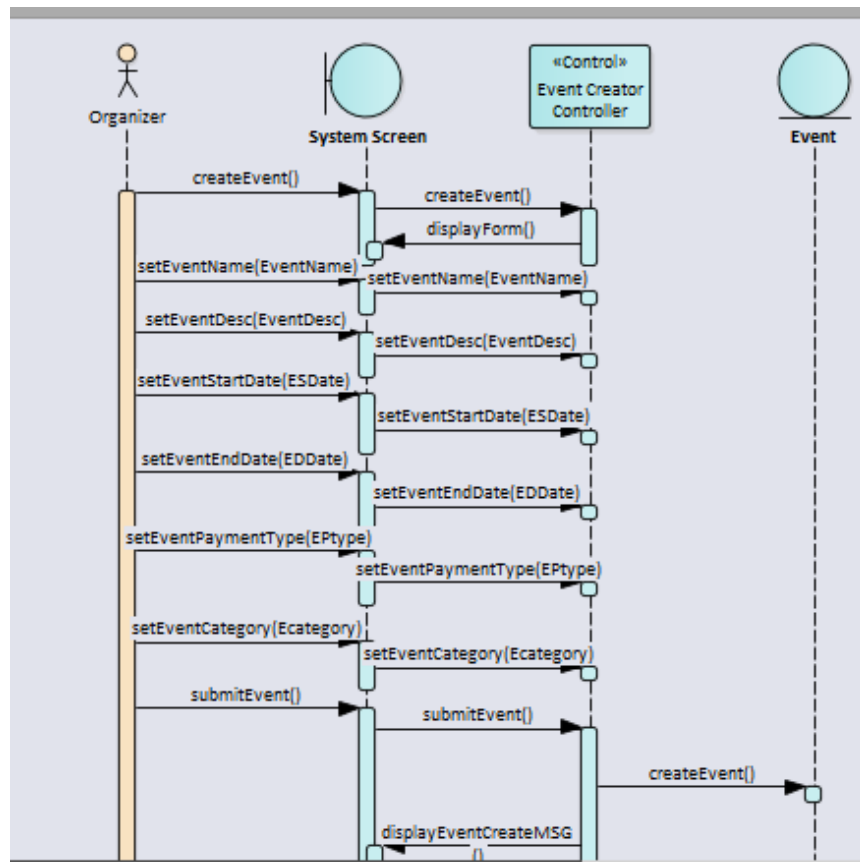 «Control»
Event Creator
Controller
Organizer
System Screen
Event
createEvent()
createEvent()
displayForm()
setEventName(EventName)
setEventName(EventName)
setEventDesc(EventDesc)
setEventDesc(EventDesc)
setEventStartDate(ESDate)
setEventStartDate(ESDate)
setEventEndDate(EDDate)
setEventEndDate(EDDate)
setEventPaymentType(EPtype)
setEventPaymentType(EPtype)
setEventCategory(Ecategory)
setEventCategory(Ecategory)
submitEvent()
submitEvent()
createEvent()
displayEventCreateMSG
()